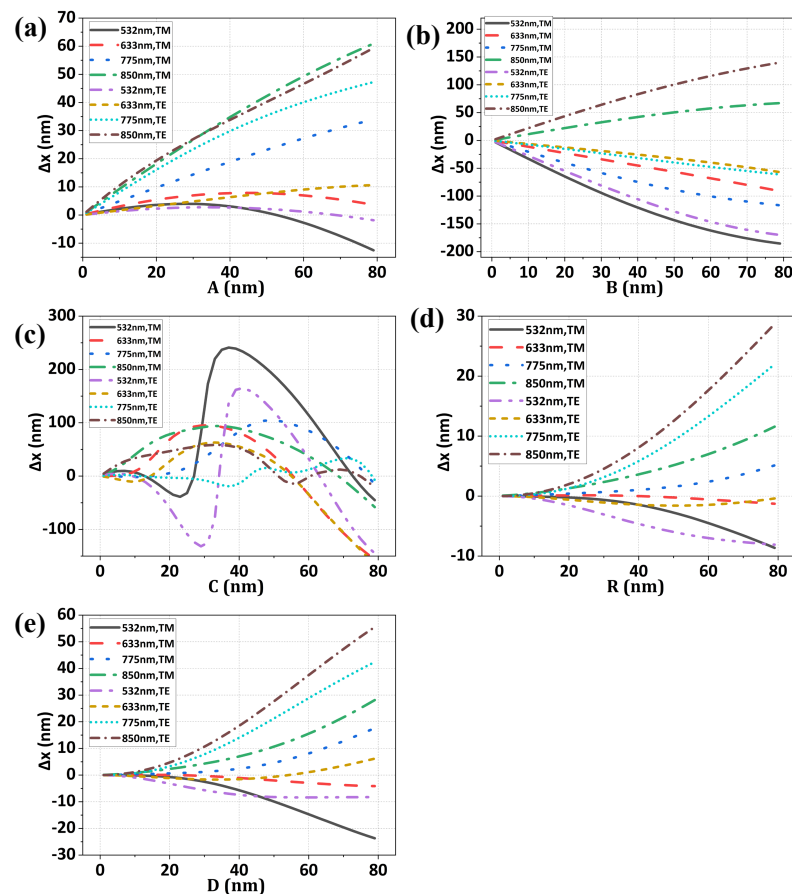 (a)
60
50
40
30
20
10
0
-10
Δx (nm)
532nm,TM
633nm,TM
775nm,TM
850nm,TM
532nm,TE
633nm,TE
775nm,TE
850nm,TE
0 20 40 60 80
A (nm)
(b)
200
150
100
50
0
-50
-100
-150
-200
Δx (nm)
532nm,TM
633nm,TM
775nm,TM
850nm,TM
532nm,TE
633nm,TE
775nm,TE
850nm,TE
0 20 40 60 80
B (nm)
(c)
300
200
100
0
-100
Δx (nm)
532nm,TM
633nm,TM
775nm,TM
850nm,TM
532nm,TE
633nm,TE
775nm,TE
850nm,TE
0 20 40 60 80
C (nm)
(d)
30
20
10
0
-10
Δx (nm)
532nm,TM
633nm,TM
775nm,TM
850nm,TM
532nm,TE
633nm,TE
775nm,TE
850nm,TE
0 20 40 60 80
R (nm)
(e)
60
50
40
30
20
10
0
-10
-20
-30
Δx (nm)
532nm,TM
633nm,TM
775nm,TM
850nm,TM
532nm,TE
633nm,TE
775nm,TE
850nm,TE
0 20 40 60 80
D (nm)